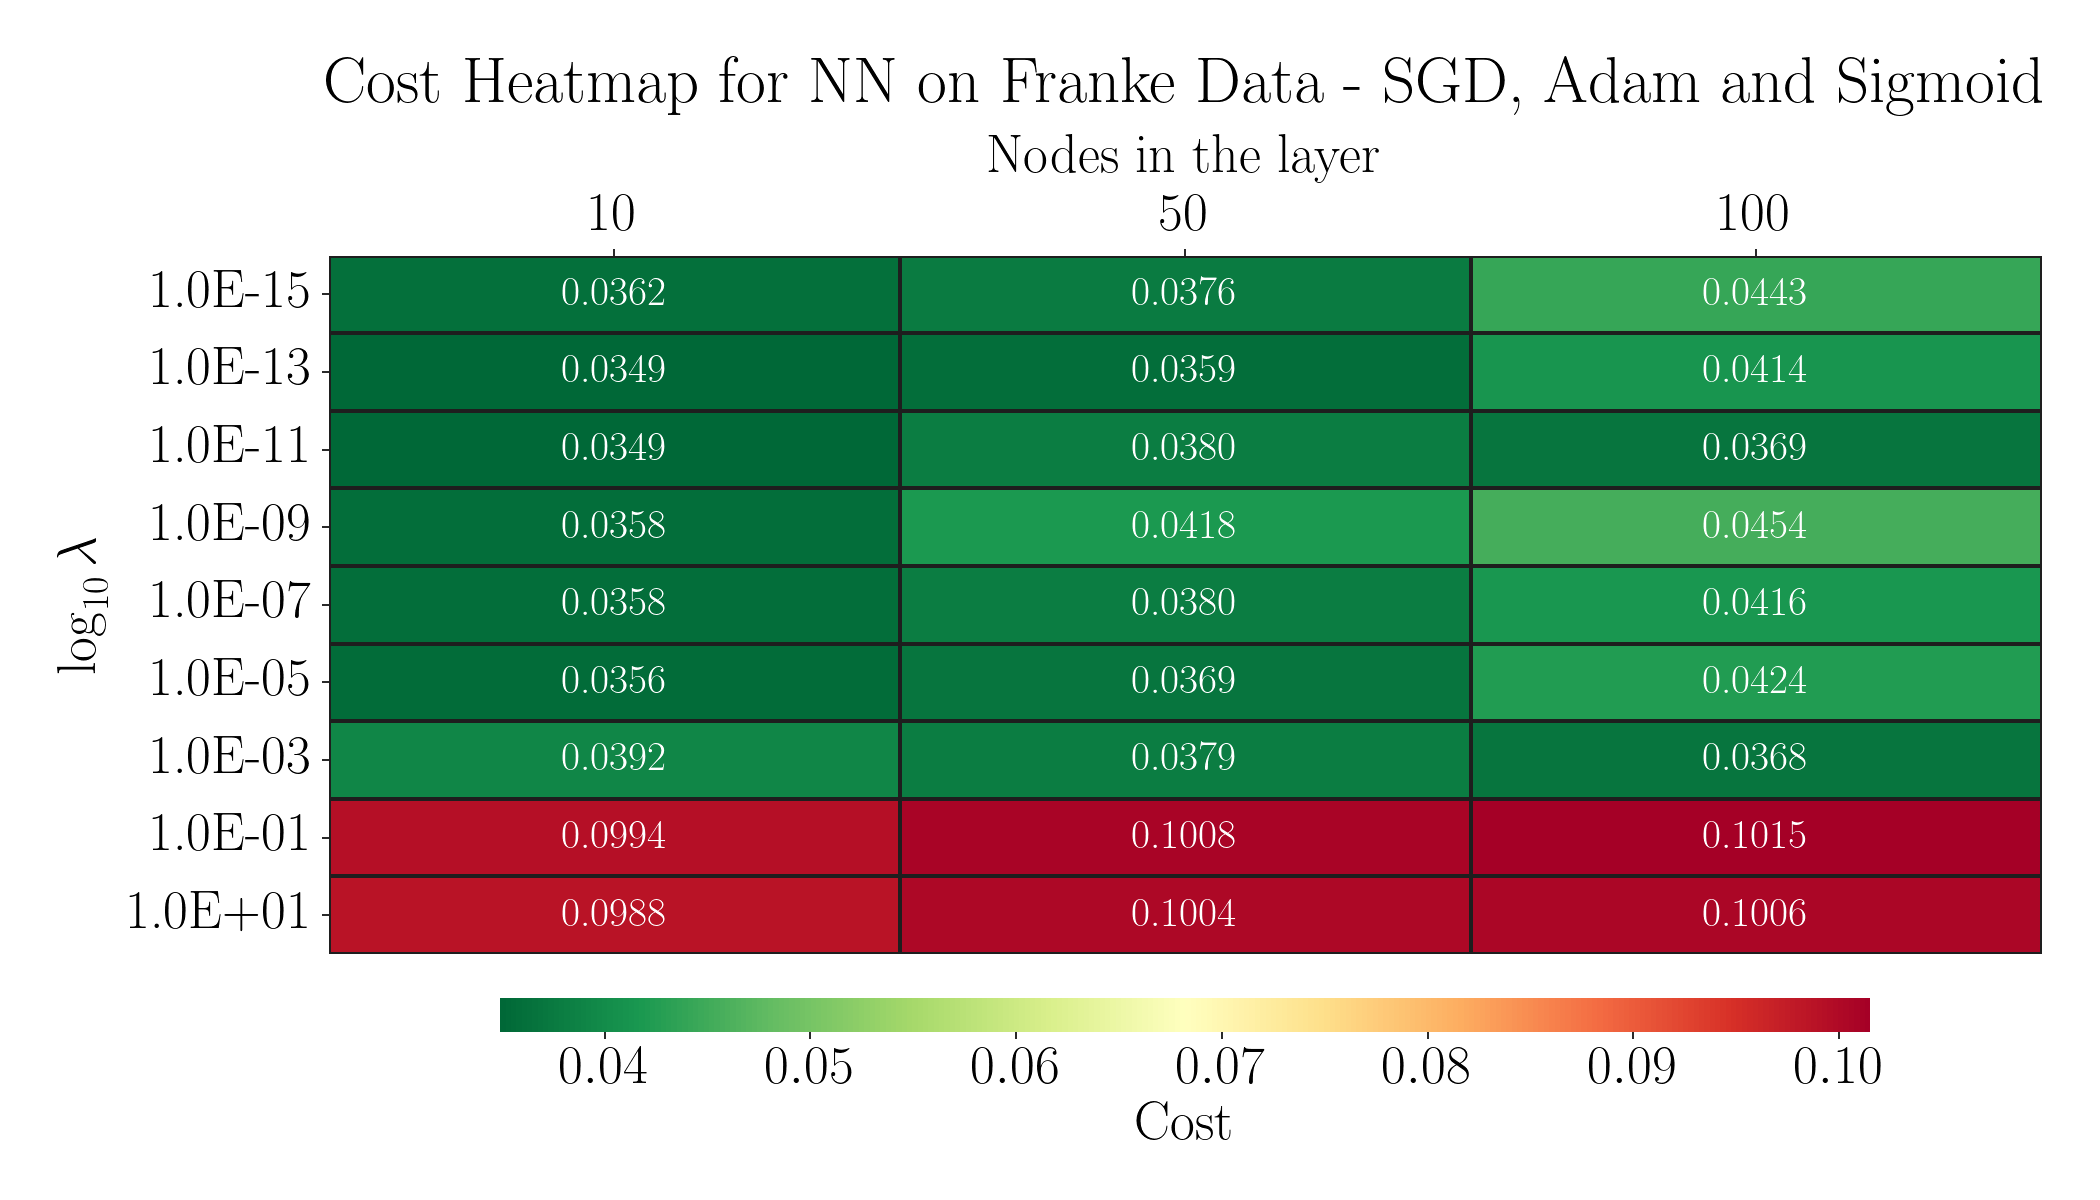 Cost Heatmap for NN on Franke Data - SGD, Adam and Sigmoid
Nodes in the layer
10 50 100
1.0E-15 0.0362 0.0376 0.0443
1.0E-13 0.0349 0.0359 0.0414
1.0E-11 0.0349 0.0380 0.0369
1.0E-09 0.0358 0.0418 0.0454
1.0E-07 0.0358 0.0380 0.0416
1.0E-05 0.0356 0.0369 0.0424
1.0E-03 0.0392 0.0379 0.0368
1.0E-01 0.0994 0.1008 0.1015
1.0E+01 0.0988 0.1004 0.1006
log₁₀ λ
0.04 0.05 0.06 0.07 0.08 0.09 0.10
Cost